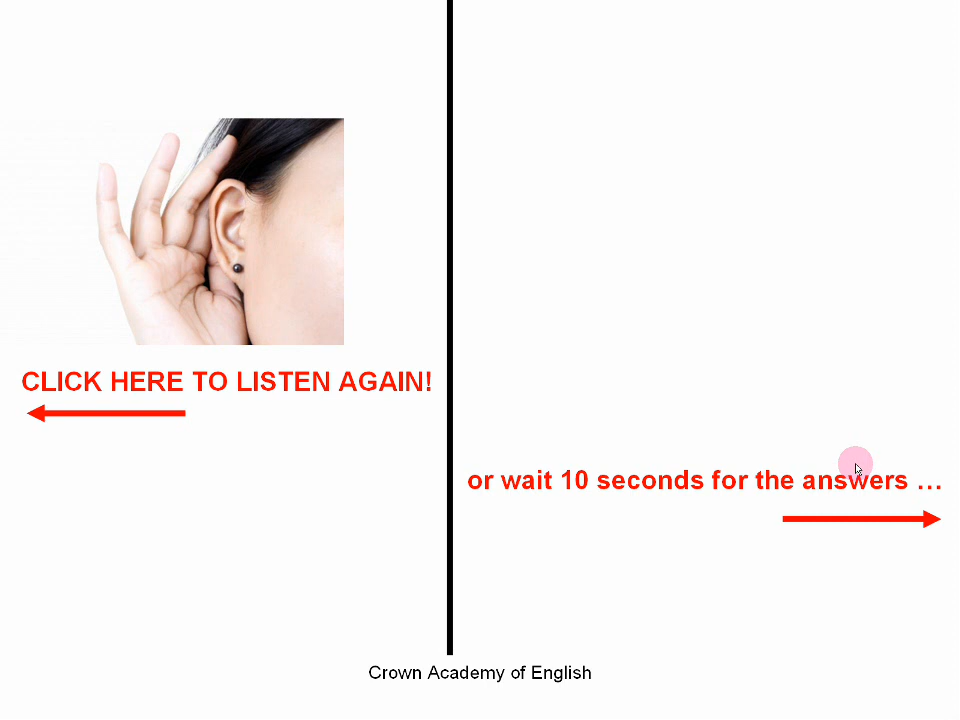 CLICK HERE TO LISTEN AGAIN!
or wait 10 seconds for the answers …
Crown Academy of English